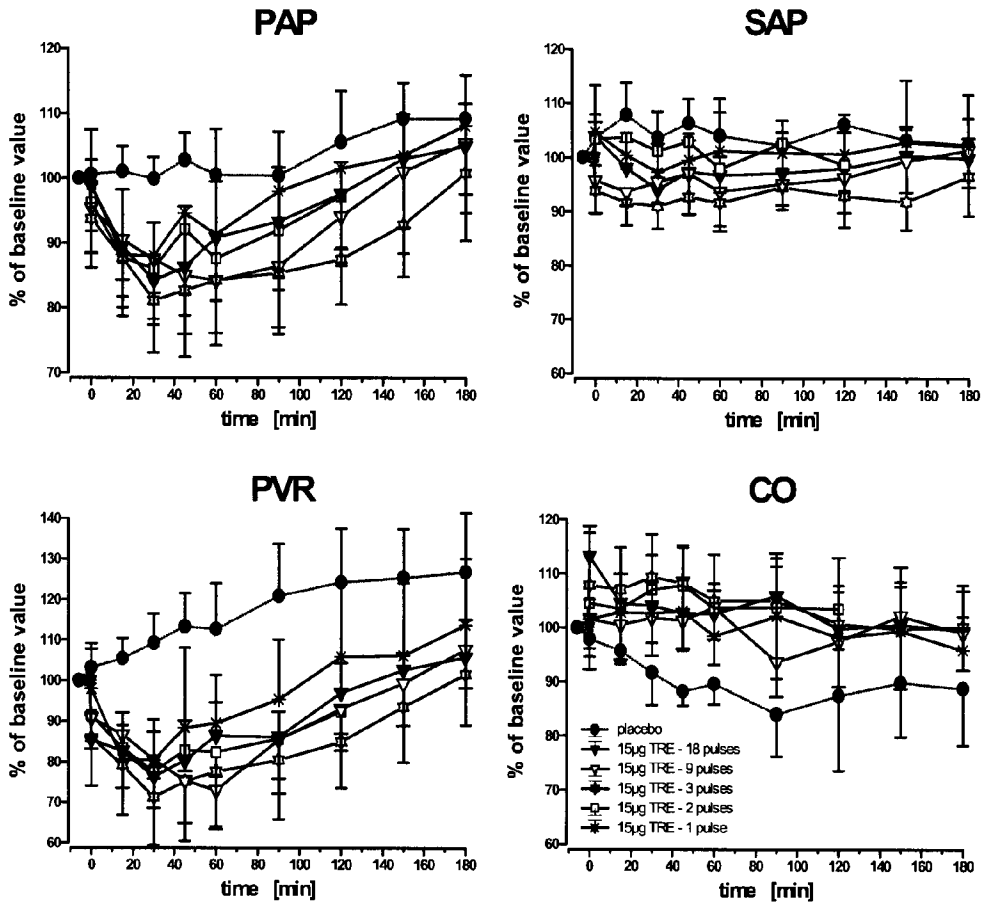 PAP
% of baseline value
120
110
100
90
80
70
0 20 40 60 80 100 120 140 160 180
time [min]
SAP
% of baseline value
120
110
100
90
80
70
60
0 20 40 60 80 100 120 140 160 180
time [min]
PVR
% of baseline value
140
130
120
110
100
90
80
70
60
0 20 40 60 80 100 120 140 160 180
time [min]
CO
% of baseline value
120
110
100
90
80
70
60
placebo
15µg TRE - 18 pulses
15µg TRE - 9 pulses
15µg TRE - 3 pulses
15µg TRE - 2 pulses
15µg TRE - 1 pulse
0 20 40 60 80 100 120 140 160 180
time [min]